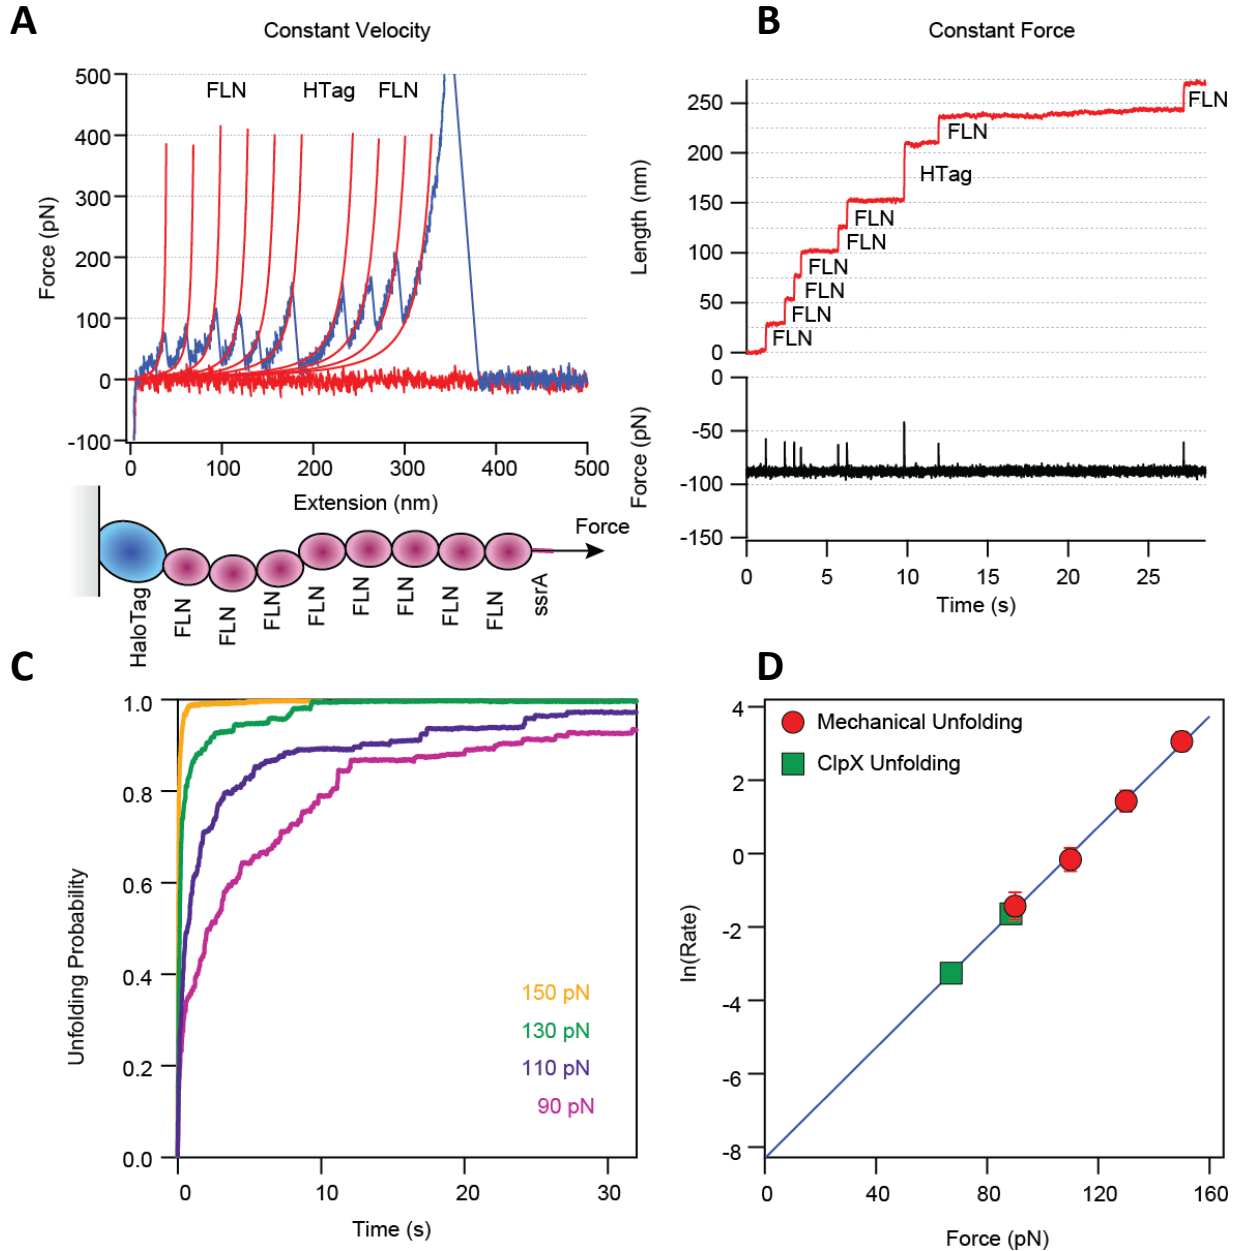 A
Constant Velocity
500
400
300
200
100
0
-100
Force (pN)
FLN
HTag
FLN
0
100
200
300
400
500
Extension (nm)
Force
HaloTag
FLN
FLN
FLN
FLN
FLN
FLN
FLN
FLN
ssrA
B
Constant Force
250
200
150
100
50
0
Length (nm)
FLN
FLN
HTag
FLN
FLN
FLN
FLN
FLN
FLN
0
-50
-100
-150
Force (pN)
0
5
10
15
20
25
Time (s)
C
1.0
0.8
0.6
0.4
0.2
0.0
Unfolding Probability
150 pN
130 pN
110 pN
90 pN
0
10
20
30
Time (s)
D
4
2
0
-2
-4
-6
-8
ln(Rate)
Mechanical Unfolding
ClpX Unfolding
0
40
80
120
160
Force (pN)